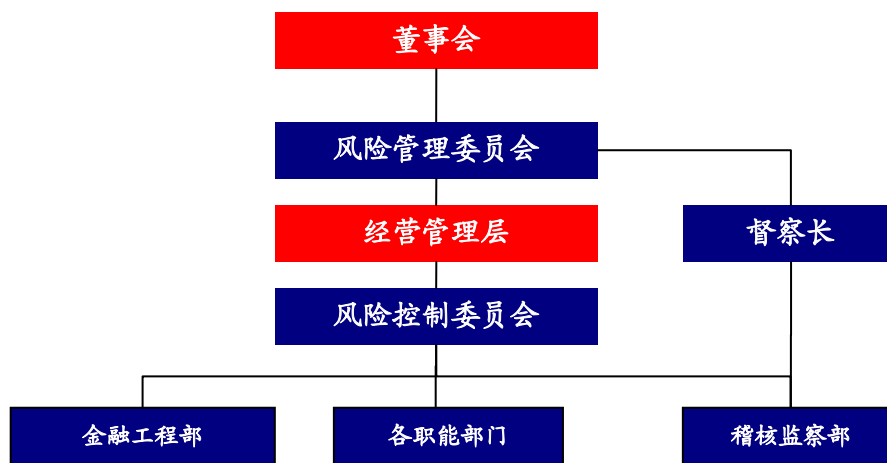 董事会
风险管理委员会
经营管理层
督察长
风险控制委员会
金融工程部
各职能部门
稽核监察部